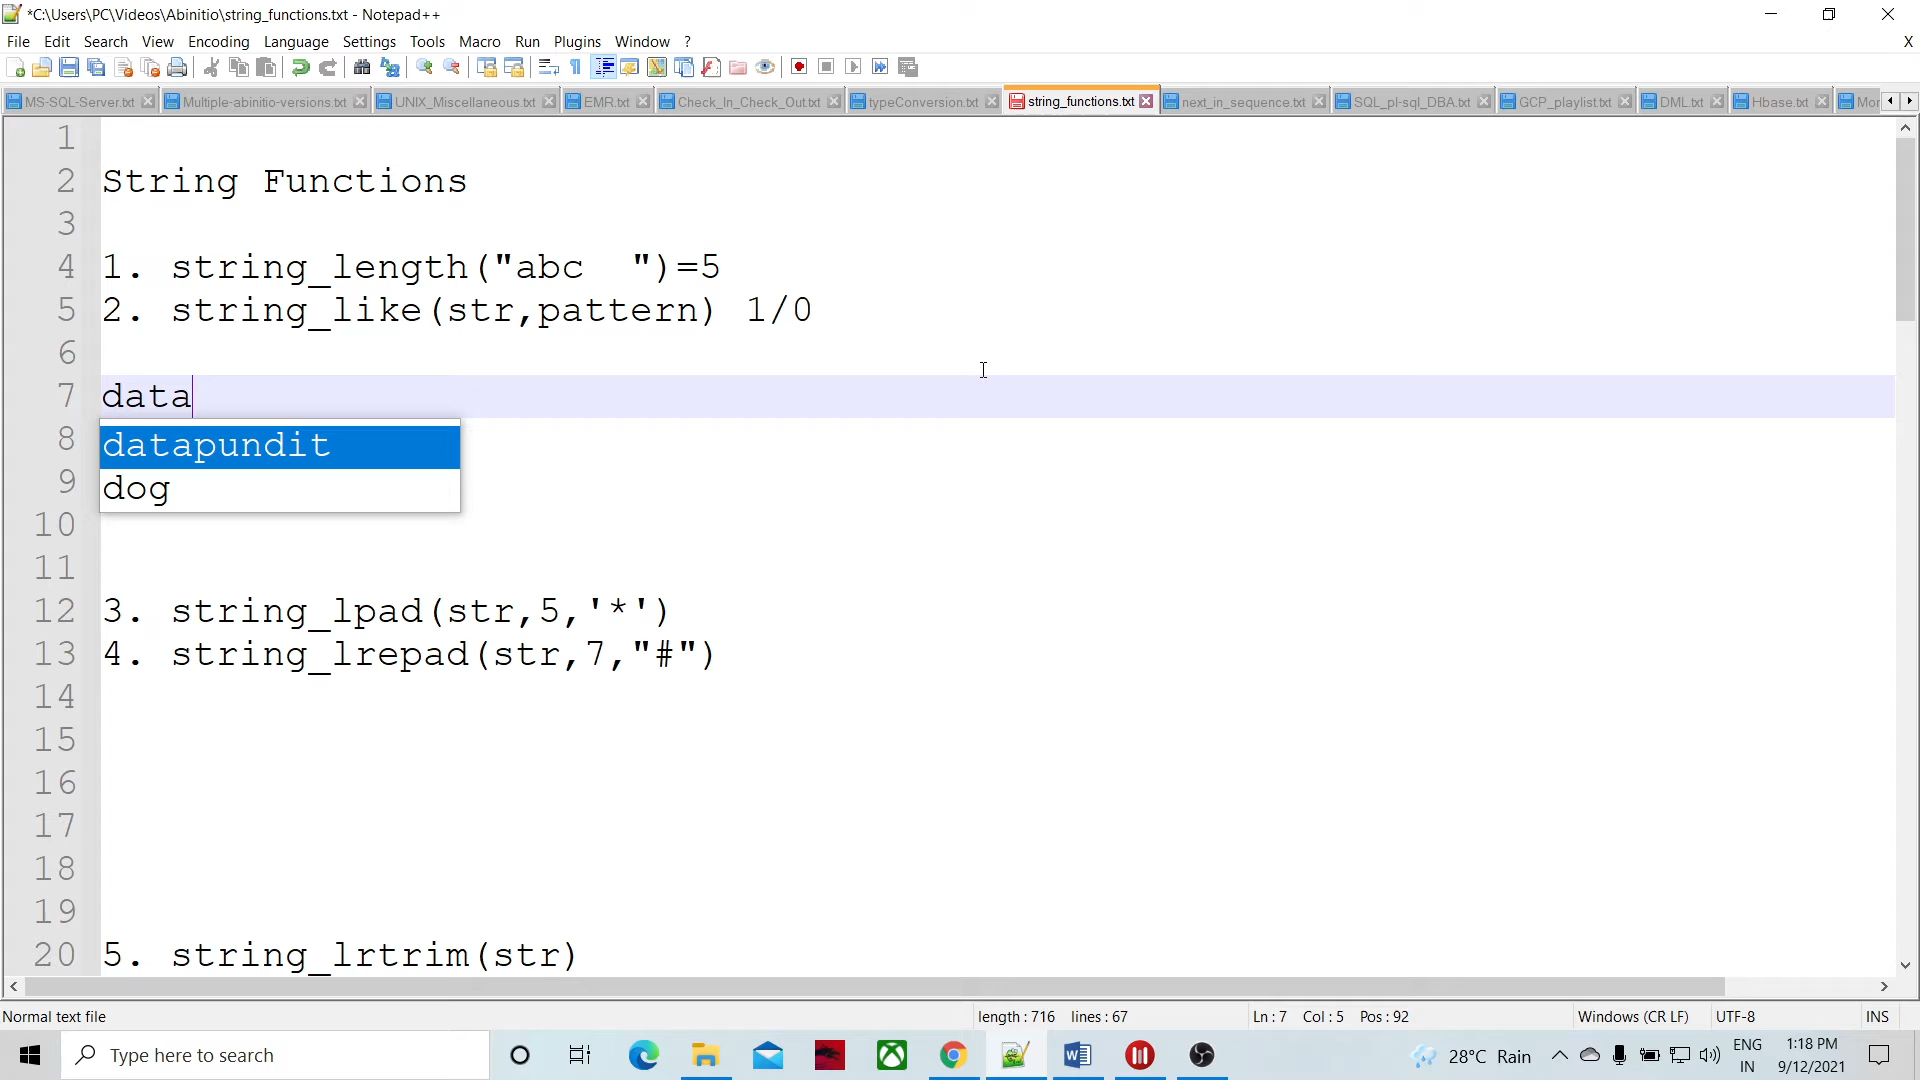 *C:\Users\PC\Videos\Abinitio\string_functions.txt - Notepad++
File Edit Search View Encoding Language Settings Tools Macro Run Plugins Window ? X
MS-SQL-Server.txt Multiple-abinitio-versions.txt UNIX_Miscellaneous.txt EMR.txt Check_In_Check_Out.txt typeConversion.txt string_functions.txt next_in_sequence.txt SQL_pl-sql_DBA.txt GCP_playlist.txt DML.txt Hbase.txt Mor
1
2 String Functions
3
4 1. string_length("abc  ")=5
5 2. string_like(str,pattern) 1/0
6
7 data
8 datapundit
9 dog
10
11
12 3. string_lpad(str,5,'*')
13 4. string_lrepad(str,7,"#")
14
15
16
17
18
19
20 5. string_lrtrim(str)
Normal text file length : 716 lines : 67 Ln : 7 Col : 5 Pos : 92 Windows (CR LF) UTF-8 INS
Type here to search 28°C Rain ENG IN 1:18 PM 9/12/2021